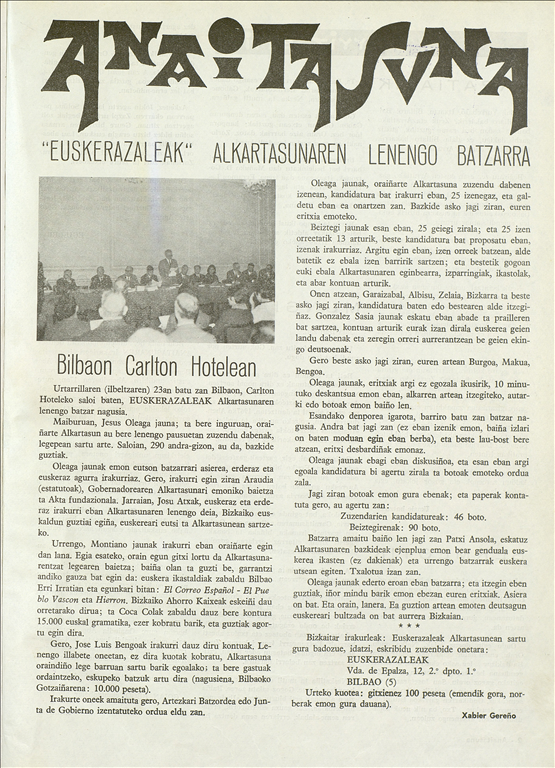 ANAITASUNA
"EUSKERAZALEAK" ALKARTASUNAREN LENENGO BATZARRA
Bilbaon Carlton Hotelean
Urtarrillaren (ilbeltzaren) 23an batu zan Bilbaon, Carlton
Hoteleko saloi baten, EUSKERAZALEAK Alkartasunaren
lenengo batzar nagusia.
Maiburuan, Jesus Oleaga jauna; ta bere inguruan, orai-
ñarte Alkartsun au bere lenengo pausuetan zuzendu dabenak,
legepean sartu arte. Saloian, 290 andra-gizon, au da, bazkide
guztiak.
Oleaga jaunak emon eutson batzarrari asierea, erderaz eta
euskeraz agurra irakurriaz. Gero, irakurri egin ziran Araudia
(estatutoak), Gobernadorearen Alkartasunari emoniko baietza
ta Akta fundazionala. Jarraian, Josu Atxak, euskeraz eta erde-
raz irakurri eban Alkartasunaren lenengo deia, Bizkaiko eus-
kaldun guztiai egiña, euskereari eutsi ta Alkartasunean sartze-
ko.
Urrengo, Montiano jaunak irakurri eban oraiñarte egin
dan lana. Egia esateko, orain egun gitxi lortu da Alkartasuna-
rentzat legearen baietza; baiña olan ta guzti be, garrantzi
andiko gauza bat egin da: euskera ikastaldiak zabaldu Bilbao
Erri Irratian eta egunkari bitan: El Correo Español - El Pue
blo Vascon eta Hierron. Bizkaiko Ahorro Kaixeak eskeiñi dau
orretarako dirua; ta Coca Colak zabaldu dauz bere kontura
15.000 euskal gramatika, ezer kobratu barik, eta guztiak agor-
tu egin dira.
Gero, Jose Luis Bengoak irakurri dauz diru kontuak. Le-
nengo illabete oneetan, ez dira kuotak kobratu, Alkartasuna
oraindiño lege barruan sartu barik egoalako; ta bere gastuak
ordaintzeko, eskupeko batzuk artu dira (nagusiena, Bilbaoko
Gotzaiñarena: 10.000 peseta).
Irakurte oneek amaituta gero, Artezkari Batzordea edo Jun-
ta de Gobierno izentatuteko ordua eldu zan.
Oleaga jaunak, oraiñarte Alkartasuna zuzendu dabenen
izenean, kandidatura bat irakurri eban, 25 izenegaz, eta gal-
detu eban ea onartzen zan. Bazkide asko jagi ziran, euren
eritxia emoteko.
Beiztegi jaunak esan eban, 25 geiegi zirala; eta 25 izen
orreetatik 13 arturik, beste kandidatura bat proposatu eban,
izenak irakurriaz. Argitu egin eban, izen orreek batzean, alde
batetik ez ebala izen barririk sartzen; eta bestetik gogoan
euki ebala Alkartasunaren eginbearra, izparringiak, ikastolak,
eta abar kontuan arturik.
Onen atzean, Garaizabal, Albisu, Zelaia, Bizkarra ta beste
asko jagi ziran, kandidatura baten edo bestearen alde itzegi-
ñaz. Gonzalez Sasia jaunak eskatu eban abade ta prailleren
bat sartzea, kontuan arturik eurak izan dirala euskerea geien
landu dabenak eta zeregin orreri aurrerantzean be geien ekin-
go deutsoenak.
Gero beste asko jagi ziran, euren artean Burgoa, Makua,
Bengoa.
Oleaga jaunak, eritxiak argi ez egozala ikusirik, 10 minu-
tuko deskantsua emon eban, alkarren artean itzegiteko, autar-
ki edo botoak emon baiño len.
Esandako denporea igarota, barriro batu zan batzar na-
gusia. Andra bat jagi zan (ez eban izenik emon, baiña izlari
on baten moduan egin eban berba), eta beste lau-bost bere
atzean, eritxi desbardiñak emonaz.
Oleaga jaunak ebagi eban diskusiñoa, eta esan eban argi
egoala kandidatura bi agertu zirala ta botoak emoteko ordua
zala.
Jagi ziran botoak emon gura ebenak; eta paperak konta-
tuta gero, au agertu zan:
Zuzendarien kandidatureak: 46 boto.
Beiztegirenak: 90 boto.
Batzarra amaitu baiño len jagi zan Patxi Ansola, eskatuz
Alkartasunaren bazkideak ejenplua emon bear genduala eus-
kerea ikasten (ez dakienak) eta urrengo batzarrak euskera
utsean egiten. Txalotua izan zan.
Oleaga jaunak ederto eroan eban batzarra; ta itzegin eben
guztiak, iñor mindu barik emon ebezan euren eritxiak. Asiera
on bat. Eta orain, lanera. Ea guztion artean emoten deutsagun
euskereari bultzada on bat aurrera Bizkaian.
* * *
Bizkaitar irakurleak: Euskerazaleak Alkartasunean sartu
gura badozue, idatzi, eskribidu zuzenbide onetara:
EUSKERAZALEAK
Vda. de Epalza, 12, 2.º dpto. 1.º
BILBAO (5)
Urteko kuotea: gitxienez 100 peseta (emendik gora, nor-
berak emon gura dauana).
Xabier Gereño